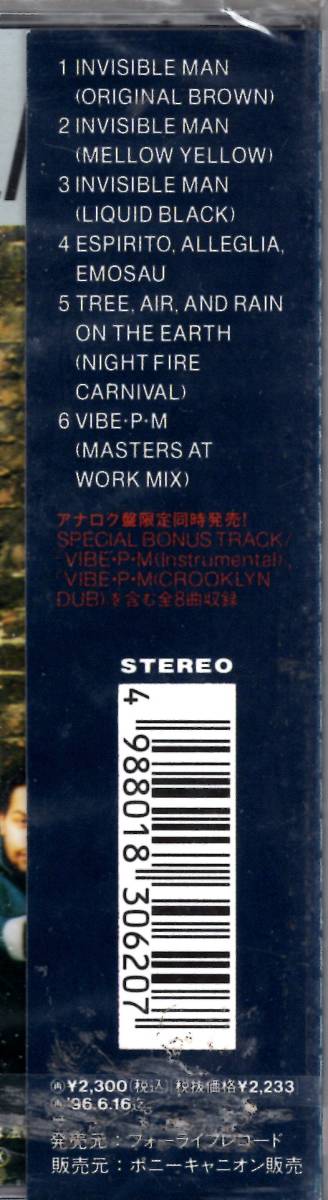 1 INVISIBLE MAN
(ORIGINAL BROWN)
2 INVISIBLE MAN
(MELLOW YELLOW)
3 INVISIBLE MAN
(LIQUID BLACK)
4 ESPIRITO, ALLEGLIA,
EMOSAU
5 TREE, AIR, AND RAIN
ON THE EARTH
(NIGHT FIRE
CARNIVAL)
6 VIBE・P・M
(MASTERS AT
WORK MIX)
アナログ盤限定同時発売!
SPECIAL BONUS TRACK/
VIBE・P・M(Instrumental),
VIBE・P・M(CROOKLYN
DUB)を含む全8曲収録
STEREO
4 988018 306207
㋐¥2,300(税込) 税抜価格¥2,233
'96.6.16迄
発売元:フォーライフレコード
販売元:ポニーキャニオン販売